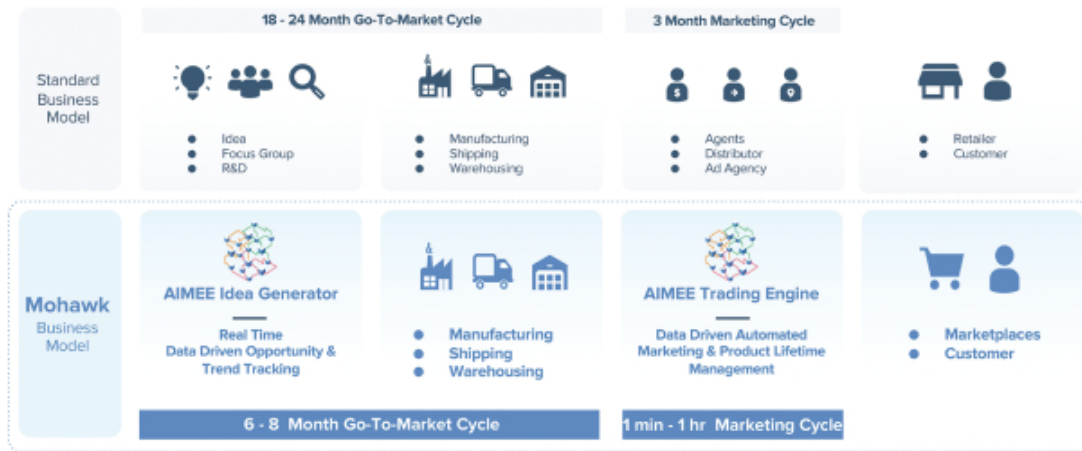 18 - 24 Month Go-To-Market Cycle
3 Month Marketing Cycle
Standard
Business
Model
Idea
Focus Group
R&D
Manufacturing
Shipping
Warehousing
$
Agents
Distributor
Ad Agency
Retailer
Customer
Mohawk
Business
Model
AIMEE Idea Generator
Real Time
Data Driven Opportunity &
Trend Tracking
Manufacturing
Shipping
Warehousing
AIMEE Trading Engine
Data Driven Automated
Marketing & Product Lifetime
Management
Marketplaces
Customer
6 - 8 Month Go-To-Market Cycle
1 min - 1 hr Marketing Cycle